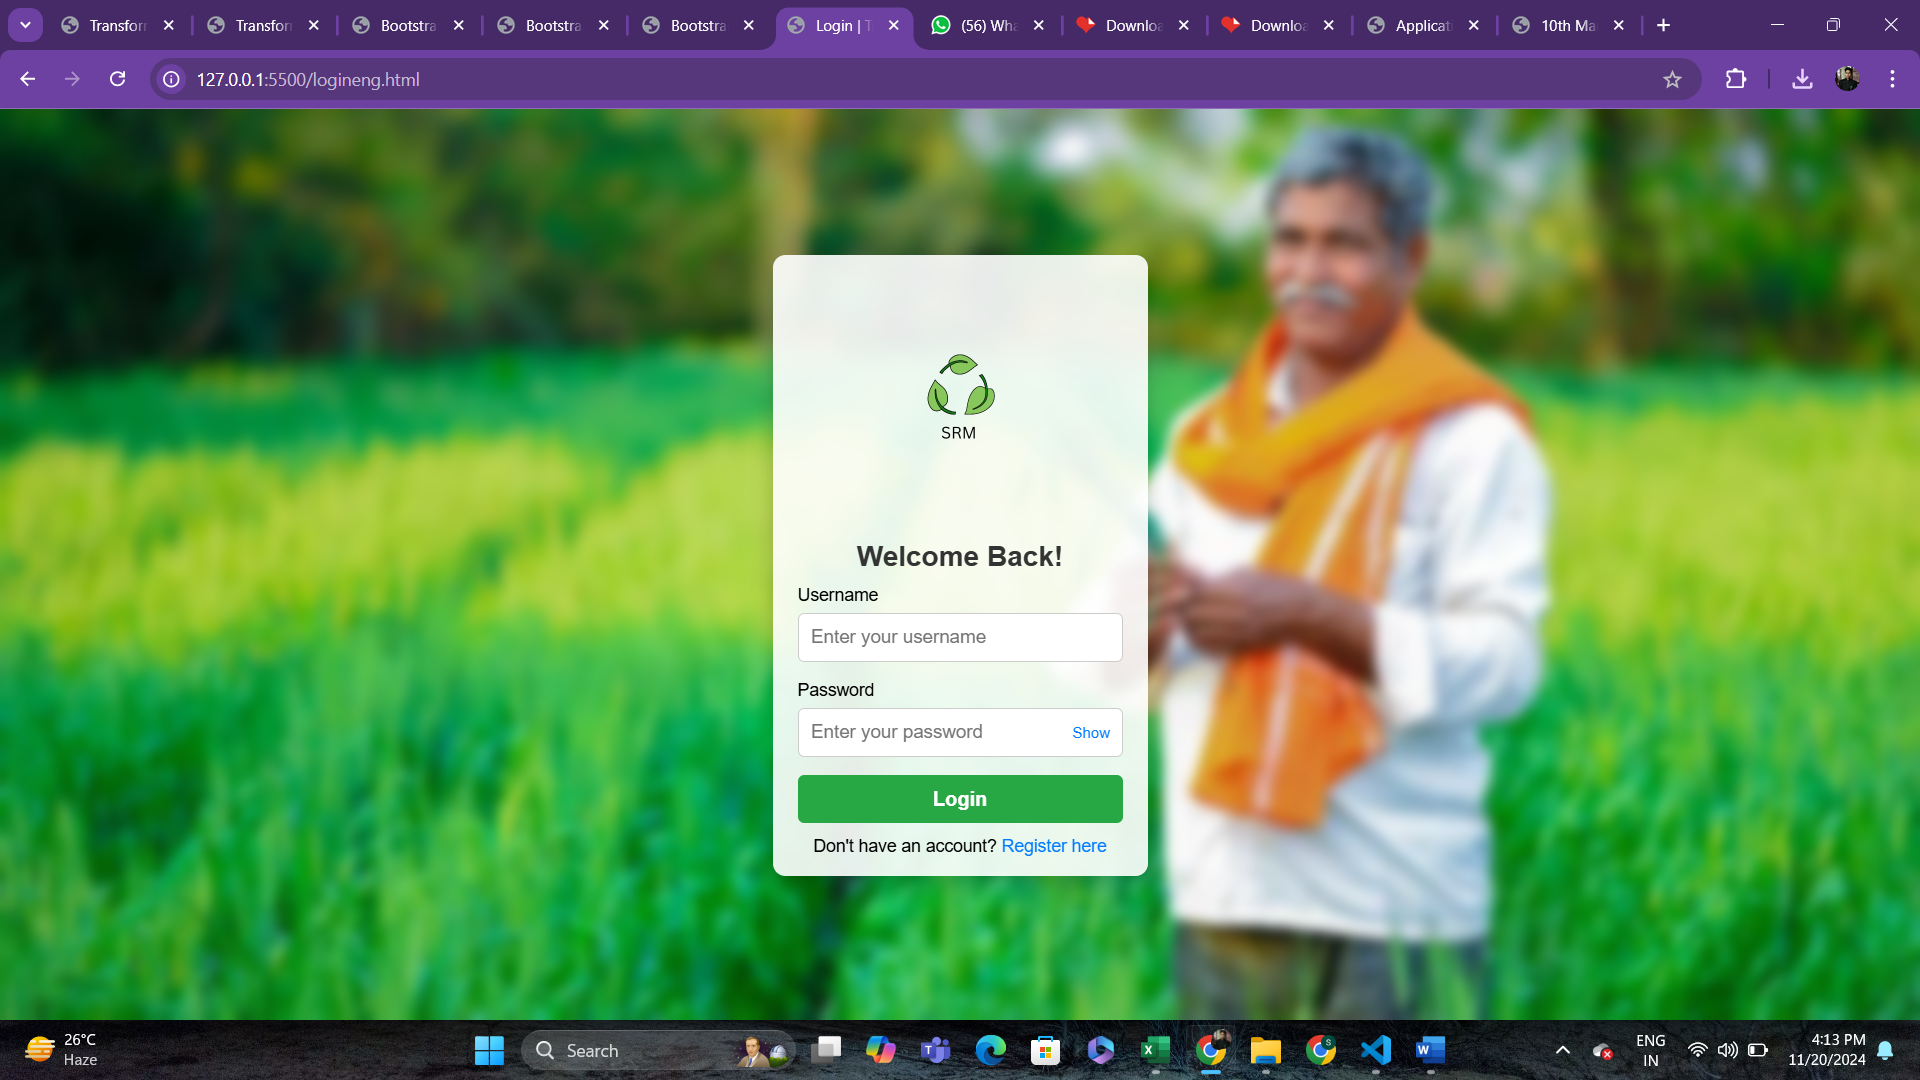 Transform
Transform
Bootstra
Bootstra
Bootstra
Login | T
(56) Wha
Downloa
Downloa
Applicati
10th Ma
127.0.0.1:5500/logineng.html
SRM
Welcome Back!
Username
Enter your username
Password
Enter your password
Show
Login
Don't have an account? Register here
26°C
Haze
Search
ENG
IN
4:13 PM
11/20/2024